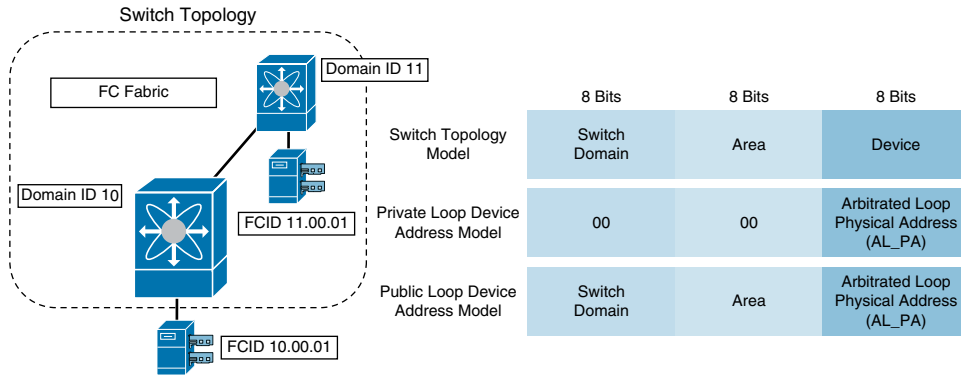 Switch Topology
Domain ID 11
FC Fabric
Domain ID 10
FCID 11.00.01
FCID 10.00.01
8 Bits
8 Bits
8 Bits
Switch Topology
Model
Switch
Domain
Area
Device
Private Loop Device
Address Model
00
00
Arbitrated Loop
Physical Address
(AL_PA)
Public Loop Device
Address Model
Switch
Domain
Area
Arbitrated Loop
Physical Address
(AL_PA)